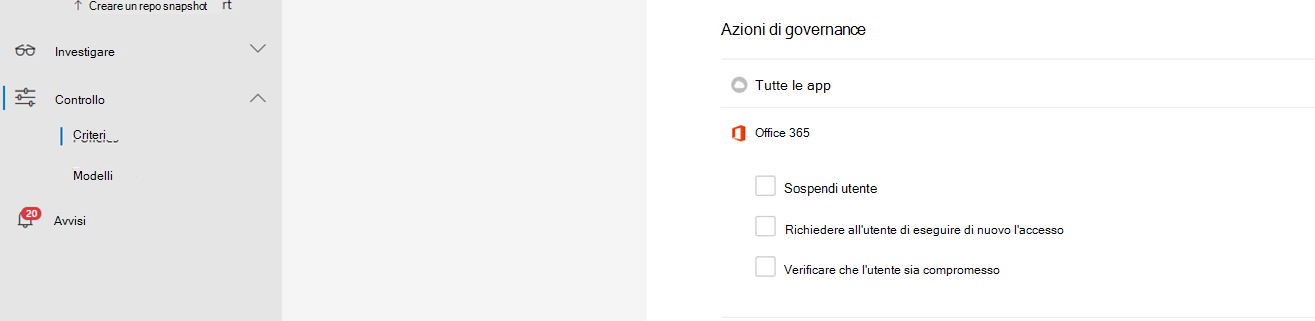 Creare un repo snapshot rt
Investigare
Controllo
Criteri
Modelli
20
Avvisi
Azioni di governance
Tutte le app
Office 365
Sospendi utente
Richiedere all'utente di eseguire di nuovo l'accesso
Verificare che l'utente sia compromesso